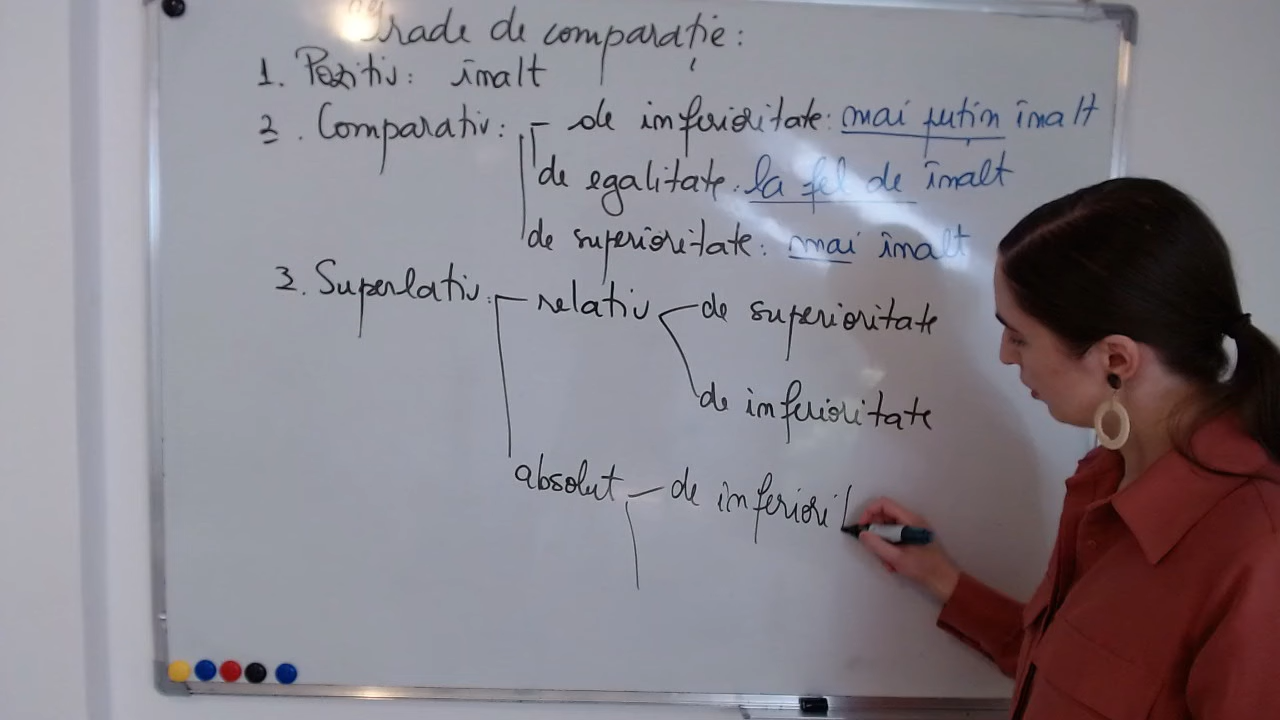 Grade de comparație:
1. Pozitiv: înalt
2. Comparativ: - de inferioritate: mai puțin înalt
de egalitate: la fel de înalt
de superioritate: mai înalt
3. Superlativ: relativ de superioritate
de inferioritate
absolut de inferiorit